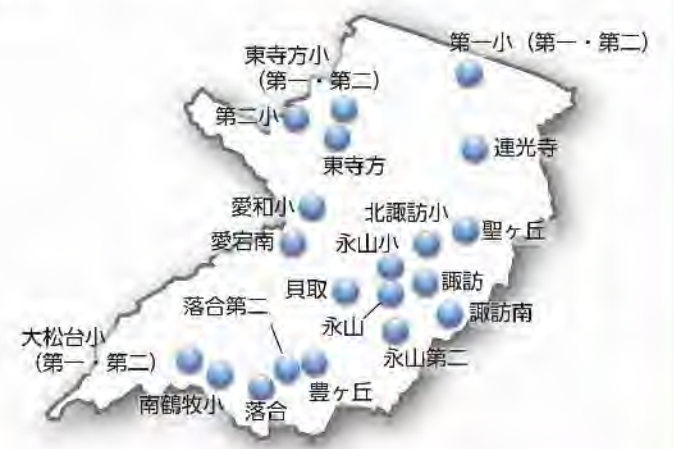 第一小（第一・第二）
東寺方小
（第一・第二）
第二小
東寺方
連光寺
愛和小
北諏訪小
愛宕南
永山小
聖ヶ丘
貝取
諏訪
落合第二
永山
諏訪南
大松台小
（第一・第二）
永山第二
南鶴牧小
落合
豊ヶ丘